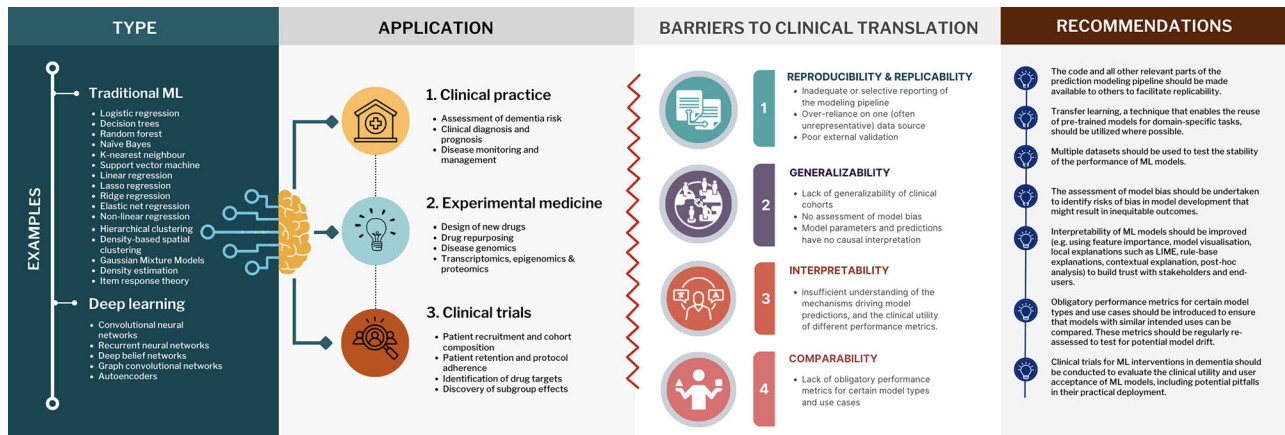 TYPE
EXAMPLES
Traditional ML
• Logistic regression
• Decision trees
• Random forest
• Naïve Bayes
• K-nearest neighbour
• Support vector machine
• Linear regression
• Lasso regression
• Ridge regression
• Elastic net regression
• Non-linear regression
• Hierarchical clustering
• Density-based spatial
clustering
• Gaussian Mixture Models
• Density estimation
• Item response theory
Deep learning
• Convolutional neural
networks
• Recurrent neural networks
• Deep belief networks
• Graph convolutional networks
• Autoencoders
APPLICATION
1. Clinical practice
• Assessment of dementia risk
• Clinical diagnosis and
prognosis
• Disease monitoring and
management
2. Experimental medicine
• Design of new drugs
• Drug repurposing
• Disease genomics
• Transcriptomics, epigenomics &
proteomics
3. Clinical trials
• Patient recruitment and cohort
composition
• Patient retention and protocol
adherence
• Identification of drug targets
• Discovery of subgroup effects
BARRIERS TO CLINICAL TRANSLATION
1
REPRODUCIBILITY & REPLICABILITY
• Inadequate or selective reporting of
the modeling pipeline
• Over-reliance on one (often
unrepresentative) data source
• Poor external validation
2
GENERALIZABILITY
• Lack of generalizability of clinical
cohorts
• No assessment of model bias
• Model parameters and predictions
have no causal interpretation
3
INTERPRETABILITY
• insufficient understanding of the
mechanisms driving model
predictions, and the clinical utility
of different performance metrics.
4
COMPARABILITY
• Lack of obligatory performance
metrics for certain model types
and use cases
RECOMMENDATIONS
The code and all other relevant parts of the
prediction modeling pipeline should be made
available to others to facilitate replicability.
Transfer learning, a technique that enables the reuse
of pre-trained models for domain-specific tasks,
should be utilized where possible.
Multiple datasets should be used to test the stability
of the performance of ML models.
The assessment of model bias should be undertaken
to identify risks of bias in model development that
might result in inequitable outcomes.
Interpretability of ML models should be improved
(e.g. using feature importance, model visualisation,
local explanations such as LIME, rule-base
explanations, contextual explanation, post-hoc
analysis) to build trust with stakeholders and end-
users.
Obligatory performance metrics for certain model
types and use cases should be introduced to ensure
that models with similar intended uses can be
compared. These metrics should be regularly re-
assessed to test for potential model drift.
Clinical trials for ML interventions in dementia should
be conducted to evaluate the clinical utility and user
acceptance of ML models, including potential pitfalls
in their practical deployment.